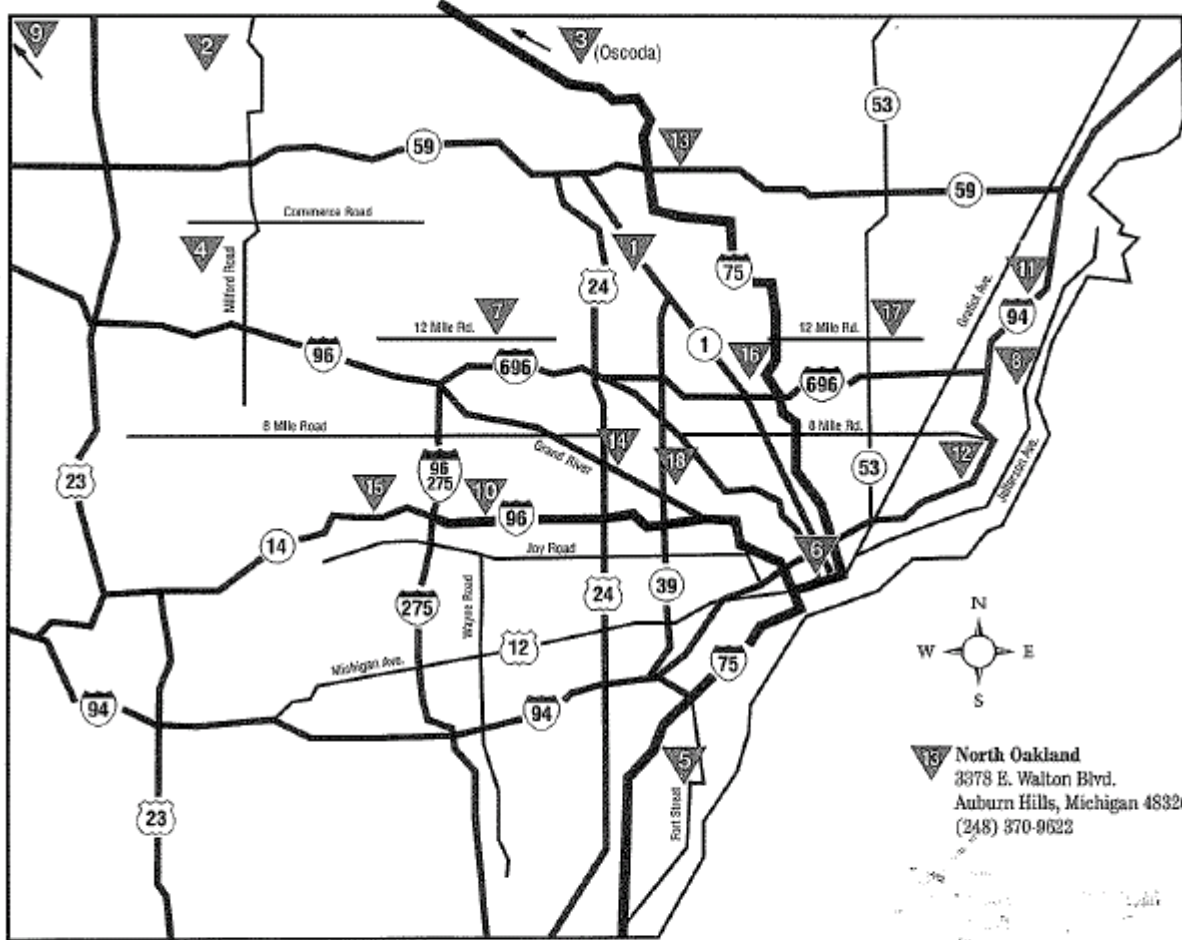 9
2
3
(Oscoda)
53
59
13
59
Commerce Road
4
Milford Road
1
24
75
11
Gratiot Ave.
94
7
12 Mile Rd.
17
12 Mile Rd.
96
696
1
16
696
8
8 Mile Road
8 Mile Rd.
Grand River
14
18
12
Jefferson Ave.
23
96
275
15
10
96
53
14
Joy Road
6
275
Wayne Road
24
39
12
Michigan Ave.
75
N
W E
S
94
94
5
Fort Street
23
13 North Oakland
3378 E. Walton Blvd.
Auburn Hills, Michigan 4832
(248) 370-9622